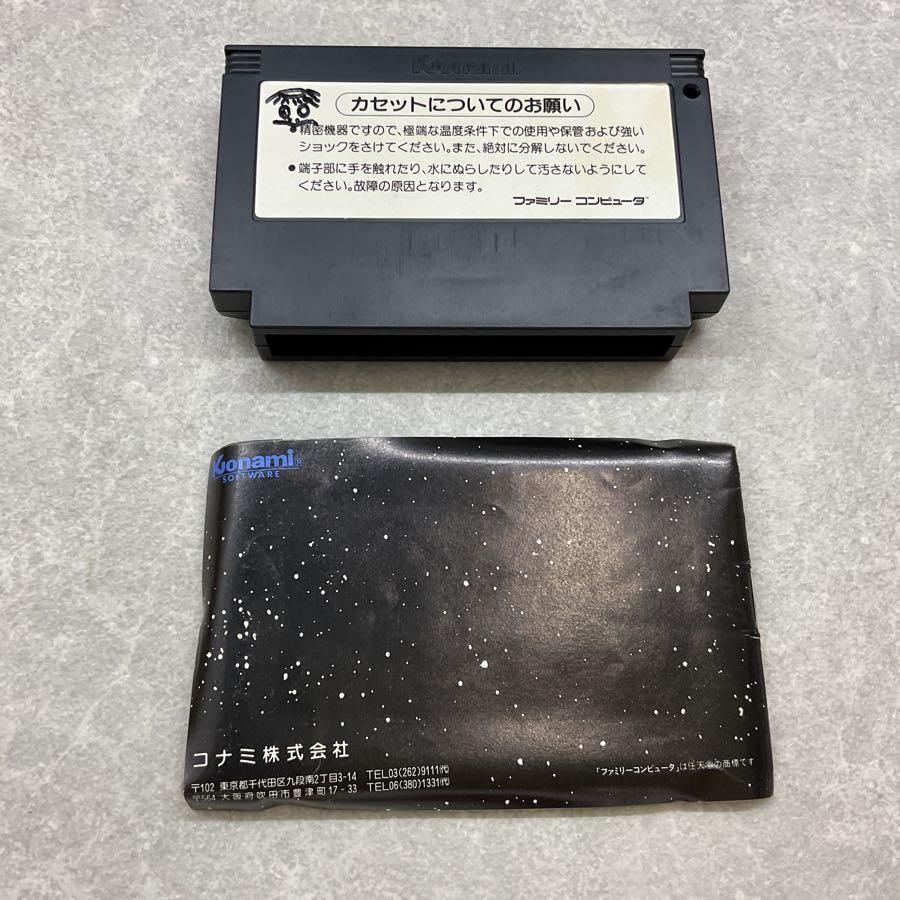 Konami
カセットについてのお願い
●精密機器ですので、極端な温度条件下での使用や保管および強い
ショックをさけてください。また、絶対に分解しないでください。
●端子部に手を触れたり、水にぬらしたりして汚さないようにして
ください。故障の原因となります。
ファミリー コンピュータ™
Konami®
SOFTWARE
コナミ株式会社
〒102 東京都千代田区九段南2丁目3-14 TEL03(262)9111㈹
〒564 大阪府吹田市豊津町17-33 TEL06(380)1331㈹
「ファミリーコンピュータ」は任天堂の商標です